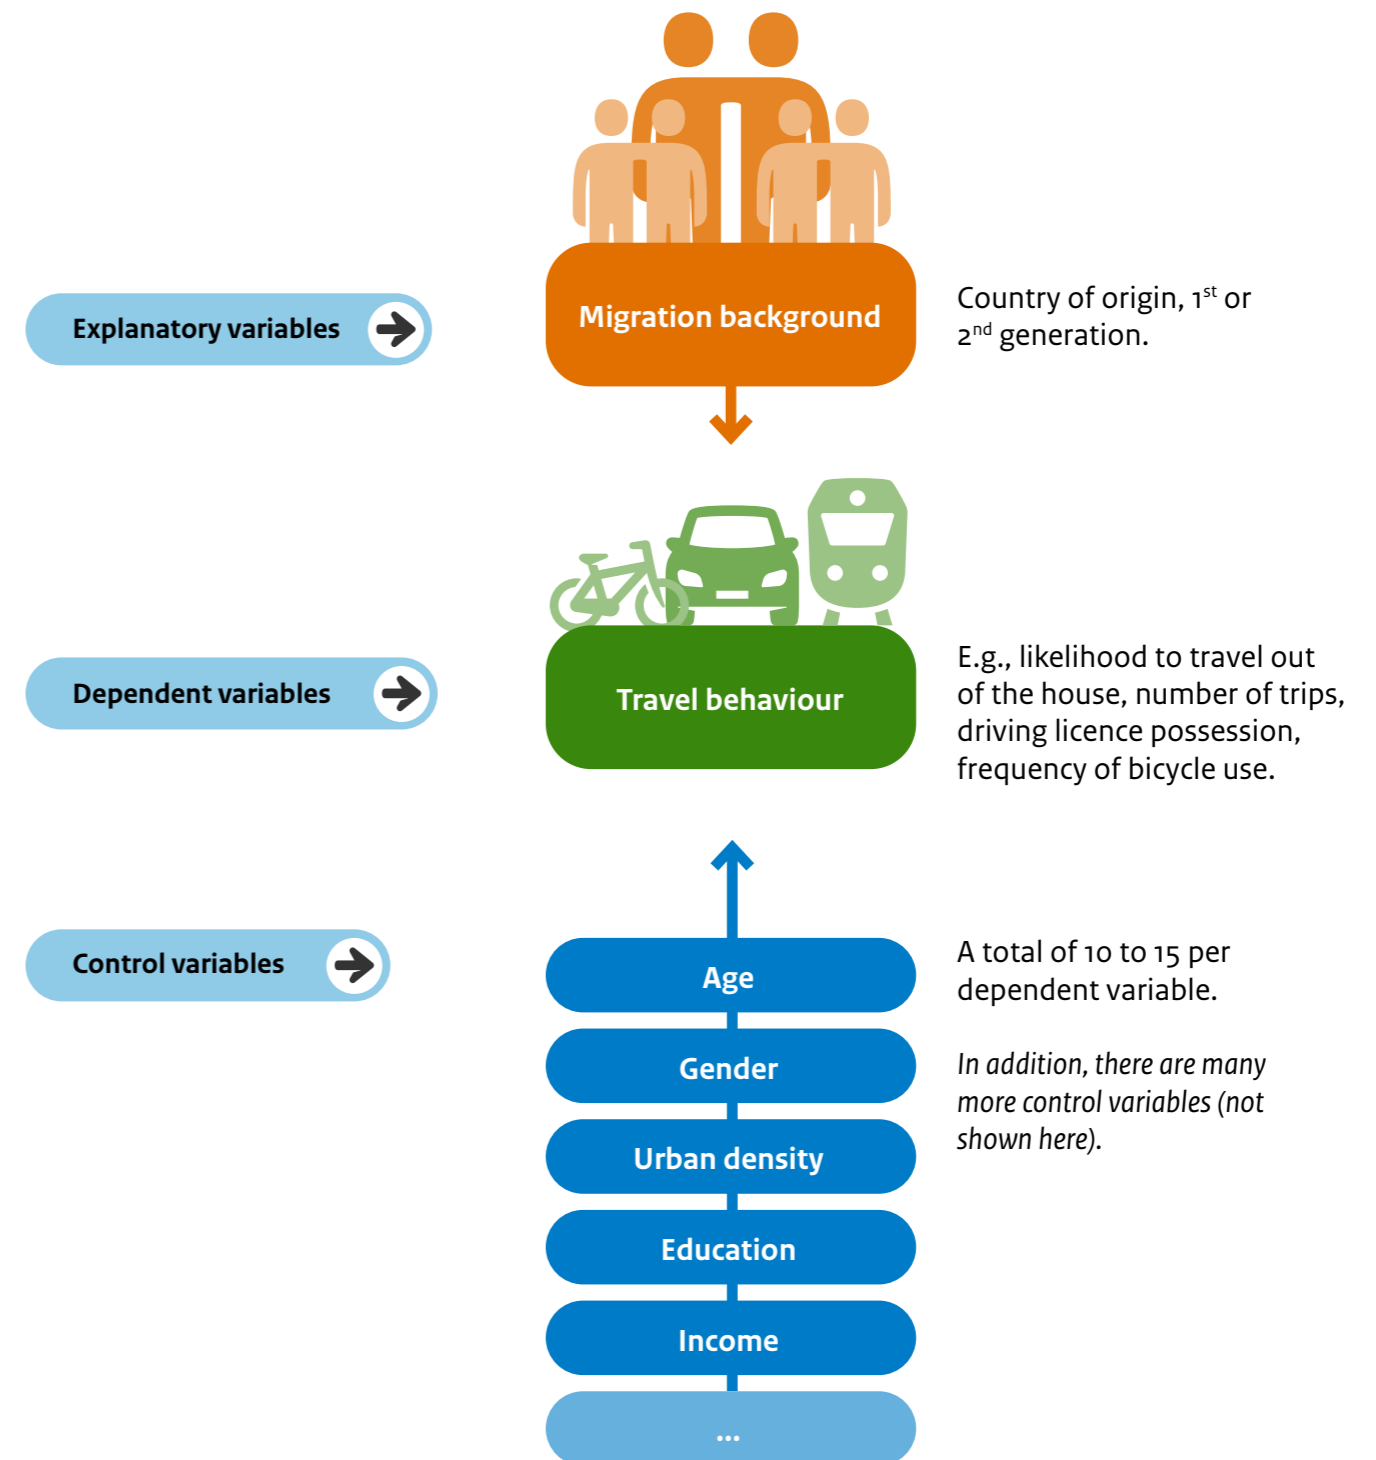 Migration background
Explanatory variables
Country of origin, 1st or
2nd generation.
Dependent variables
Travel behaviour
E.g., likelihood to travel out
of the house, number of trips,
driving licence possession,
frequency of bicycle use.
Control variables
Age
Gender
Urban density
Education
Income
...
A total of 10 to 15 per
dependent variable.
In addition, there are many
more control variables (not
shown here).